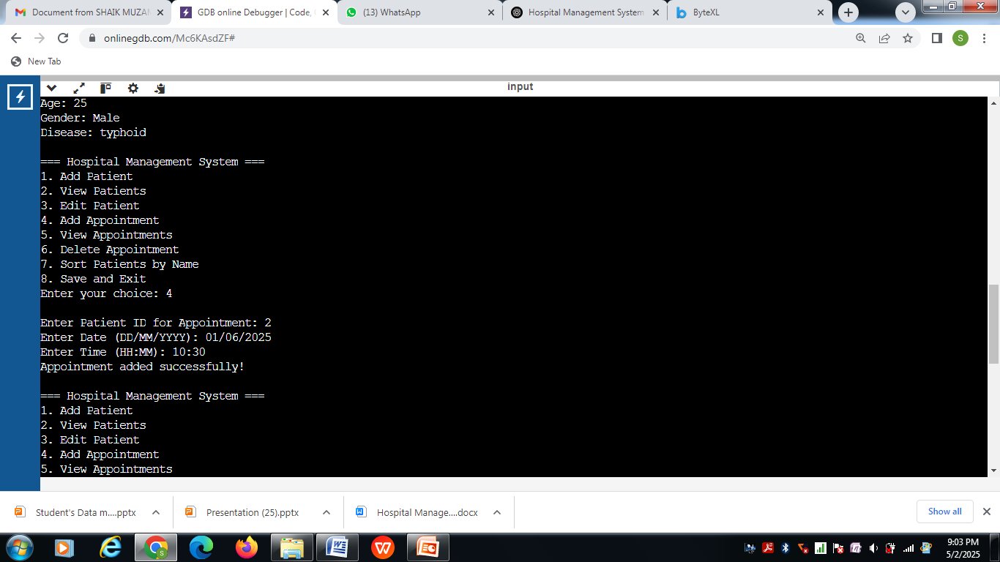 Document from SHAIK MUZAM
GDB online Debugger | Code,
(13) WhatsApp
Hospital Management System
ByteXL
onlinegdb.com/Mc6KAsdZF#
S
New Tab
input
Age: 25
Gender: Male
Disease: typhoid
=== Hospital Management System ===
1. Add Patient
2. View Patients
3. Edit Patient
4. Add Appointment
5. View Appointments
6. Delete Appointment
7. Sort Patients by Name
8. Save and Exit
Enter your choice: 4
Enter Patient ID for Appointment: 2
Enter Date (DD/MM/YYYY): 01/06/2025
Enter Time (HH:MM): 10:30
Appointment added successfully!
=== Hospital Management System ===
1. Add Patient
2. View Patients
3. Edit Patient
4. Add Appointment
5. View Appointments
Student's Data m....pptx
Presentation (25).pptx
Hospital Manage....docx
Show all
9:03 PM
5/2/2025